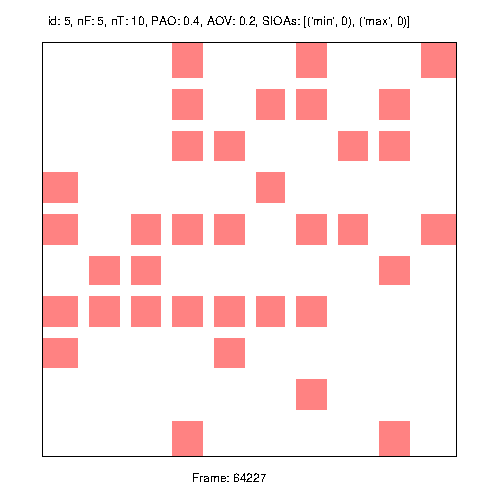 id: 5, nF: 5, nT: 10, PAO: 0.4, AOV: 0.2, SIOAs: [('min', 0), ('max', 0)]
Frame: 64227